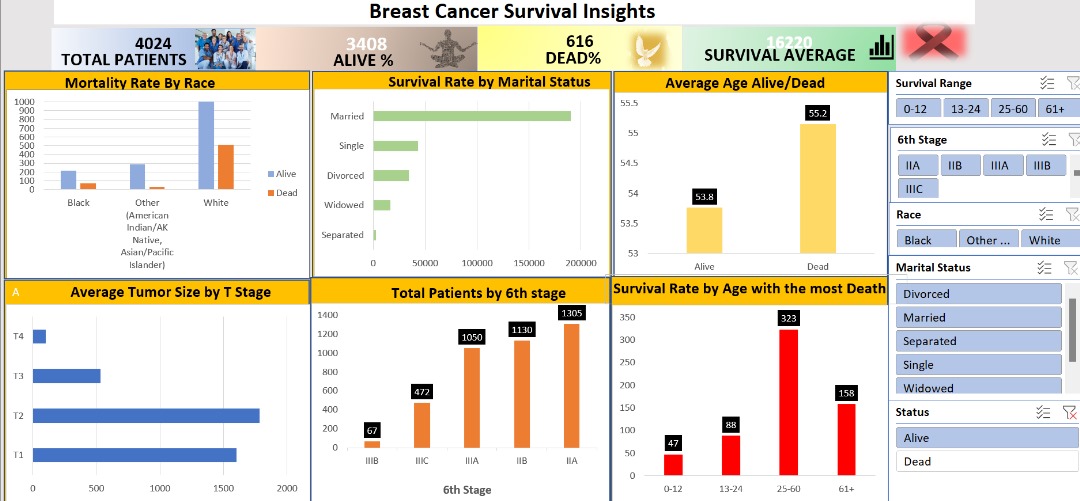 Breast Cancer Survival Insights
4024
TOTAL PATIENTS
3408
ALIVE %
616
DEAD%
16220
SURVIVAL AVERAGE
Mortality Rate By Race
1000
900
800
700
600
500
400
300
200
100
0
Black
Other
(American
Indian/AK
Native,
Asian/Pacific
Islander)
White
Alive
Dead
Survival Rate by Marital Status
Married
Single
Divorced
Widowed
Separated
0 50000 100000 150000 200000
Average Age Alive/Dead
55.5
55
54.5
54
53.5
53
53.8
55.2
Alive Dead
Survival Range
0-12 13-24 25-60 61+
6th Stage
IIA IIB IIIA IIIB
IIIC
Race
Black Other ... White
Marital Status
Divorced
Married
Separated
Single
Widowed
Status
Alive
Dead
A
Average Tumor Size by T Stage
T4
T3
T2
T1
0 500 1000 1500 2000
Total Patients by 6th stage
1400
1200
1000
800
600
400
200
0
67
472
1050
1130
1305
IIIB IIIC IIIA IIB IIA
6th Stage
Survival Rate by Age with the most Death
350
300
250
200
150
100
50
0
47
88
323
158
0-12 13-24 25-60 61+